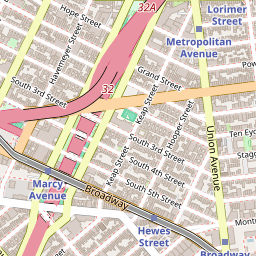 32A
Lorimer
Street
Hope Street
Metropolitan
Avenue
Havemeyer Street
Grand Street
South 3rd Street
32
Keap Street
Hooper Street
Union Avenue
Ten Ey
South 3rd Street
Stagg
South 4th Street
Keap Street
Marcy
Avenue
Broadway
South 5th Street
Hewes
Street
Broadway